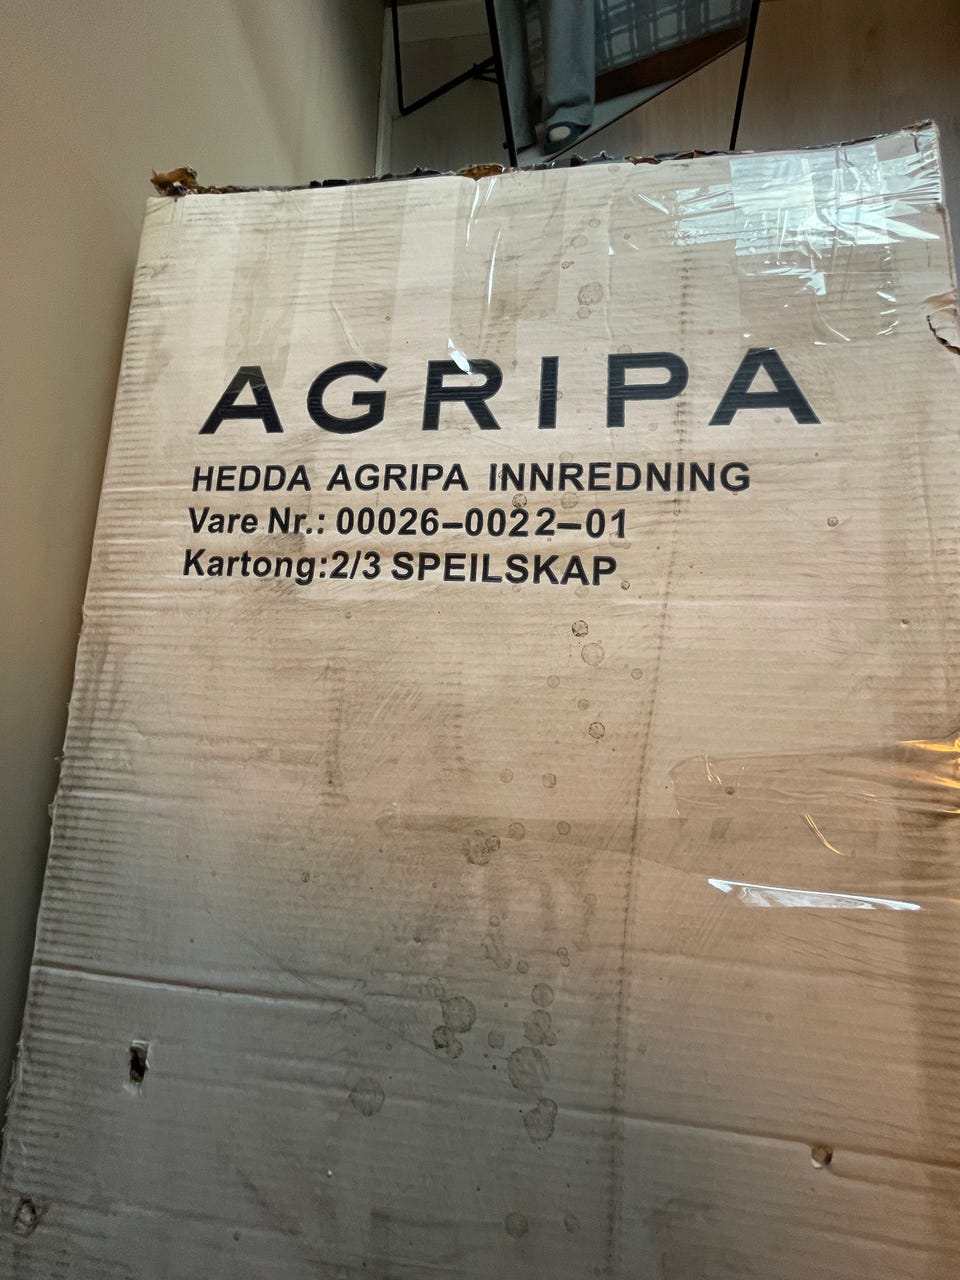 AGRIPA
HEDDA AGRIPA INNREDNING
Vare Nr.: 00026-0022-01
Kartong:2/3 SPEILSKAP